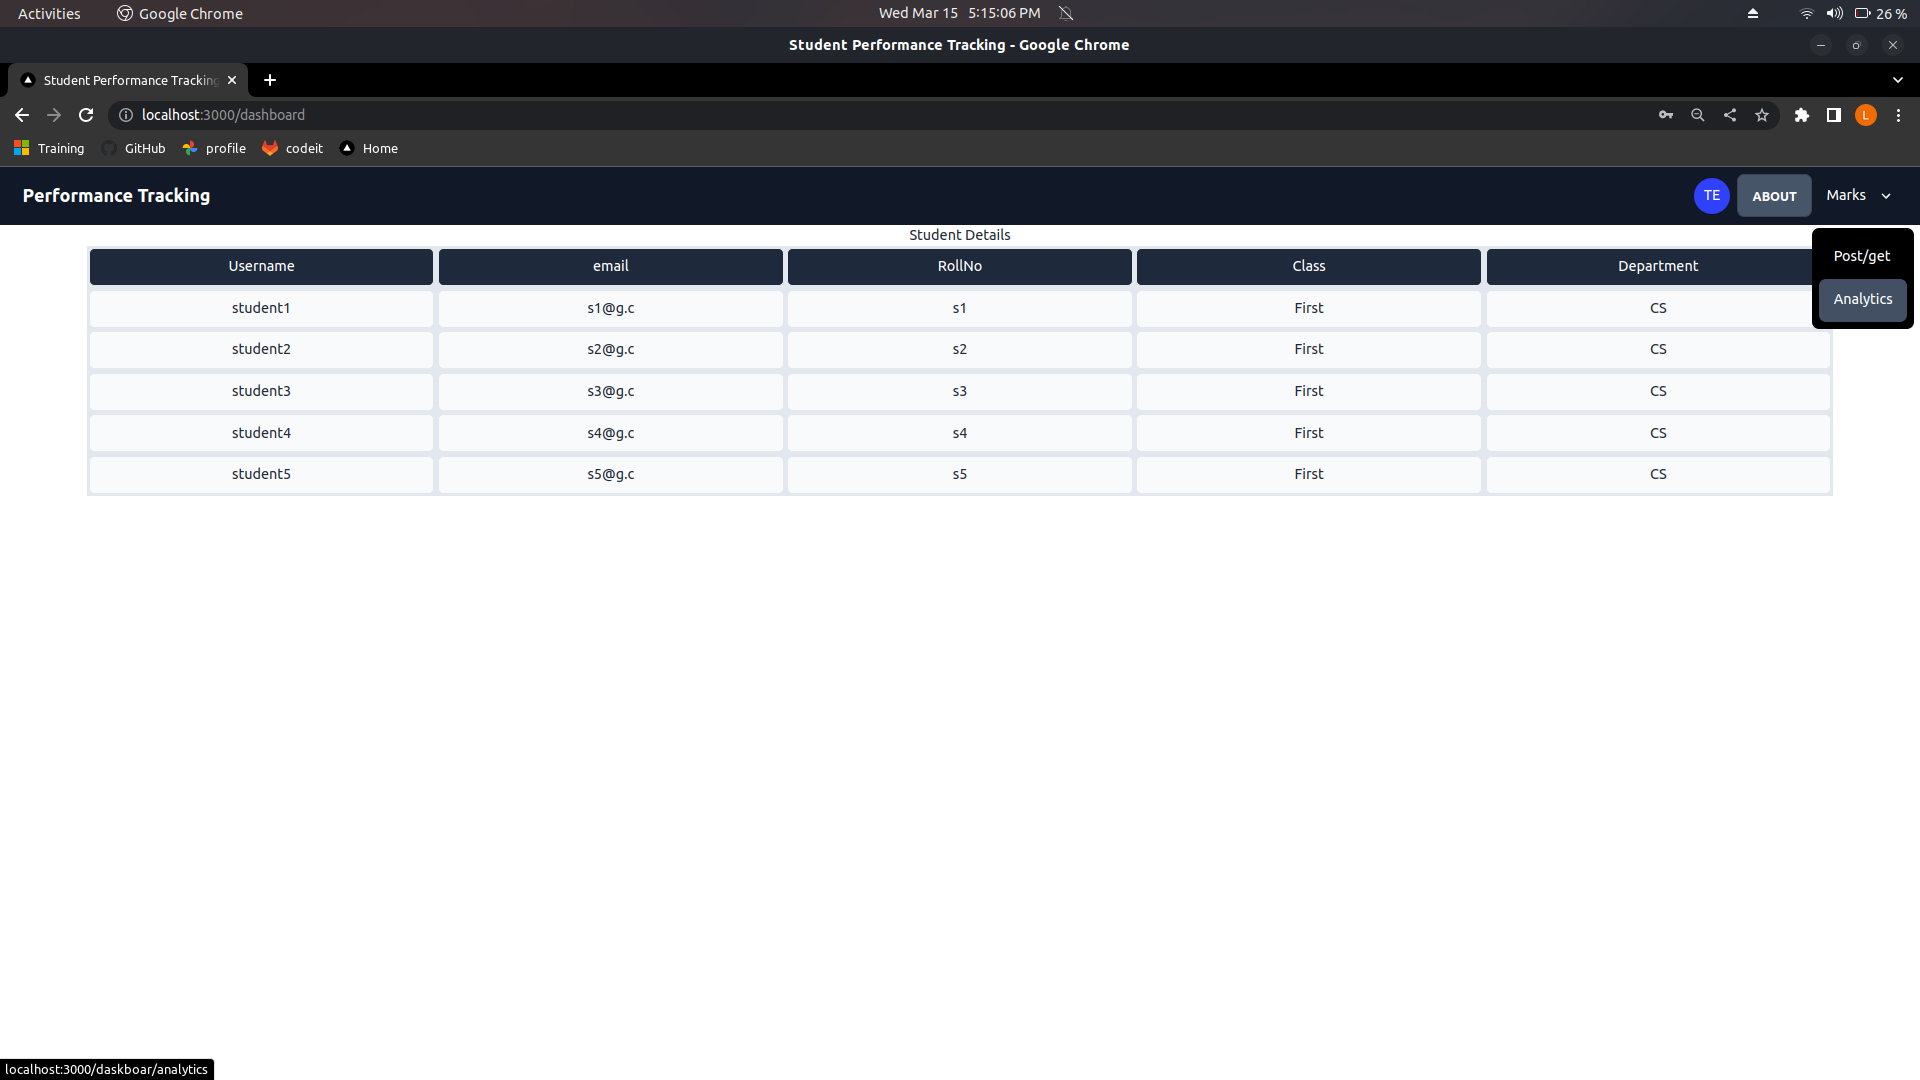 Activities Google Chrome Wed Mar 15 5:15:06 PM 26 %
Student Performance Tracking - Google Chrome
Student Performance Tracking
localhost:3000/dashboard L
Training GitHub profile codeit Home
Performance Tracking TE ABOUT Marks
Student Details
Username email RollNo Class Department
Post/get
Analytics
student1 s1@g.c s1 First CS
student2 s2@g.c s2 First CS
student3 s3@g.c s3 First CS
student4 s4@g.c s4 First CS
student5 s5@g.c s5 First CS
localhost:3000/daskboar/analytics